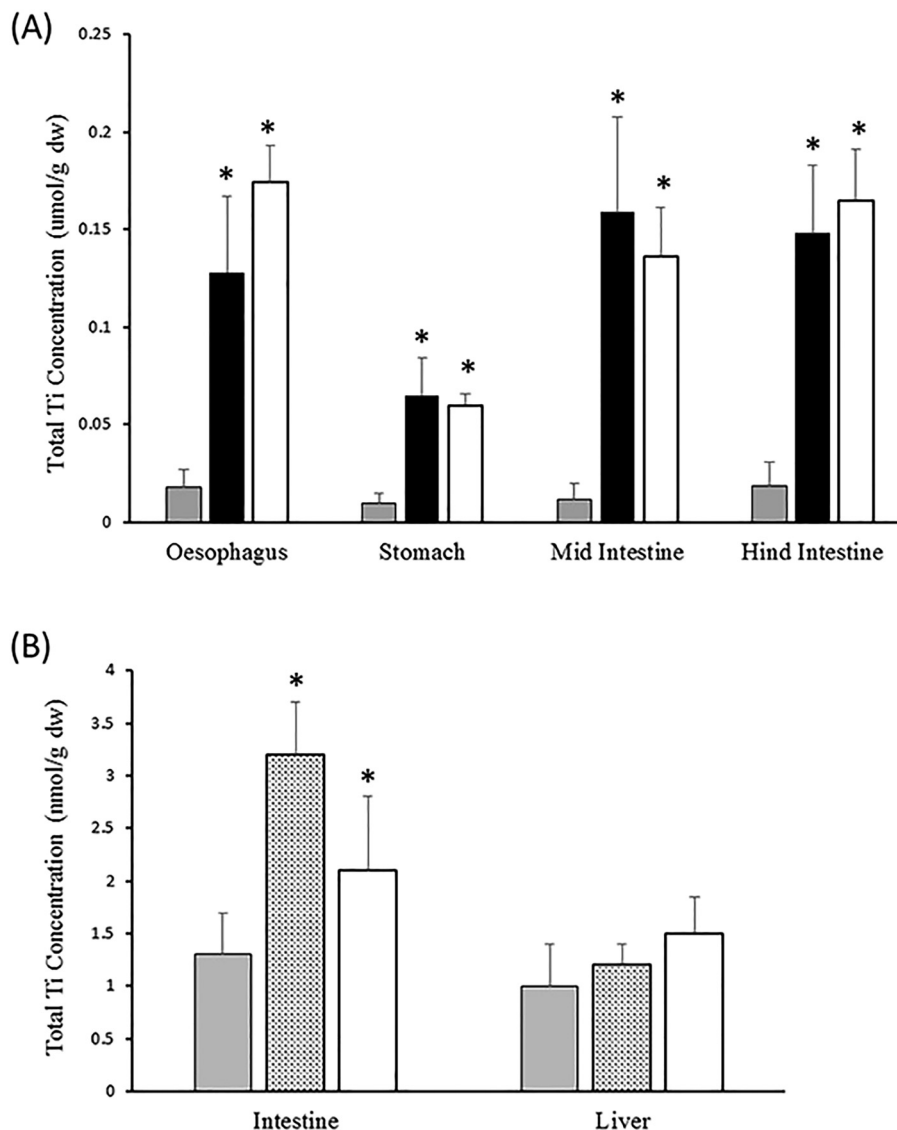 (A)
Total Ti Concentration (umol/g dw)
0.25
0.2
0.15
0.1
0.05
0
* * * * * * * *
Oesophagus Stomach Mid Intestine Hind Intestine
(B)
Total Ti Concentration (nmol/g dw)
4
3.5
3
2.5
2
1.5
1
0.5
0
* *
Intestine Liver